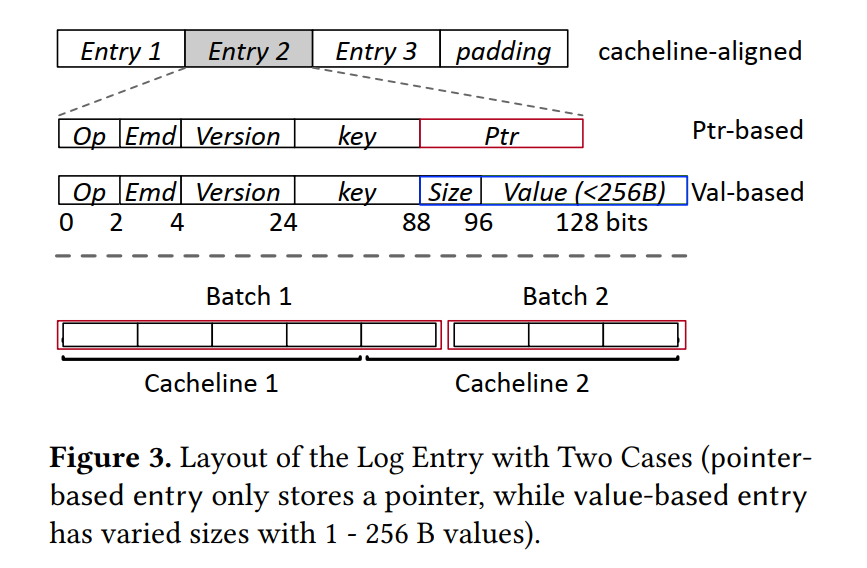 Entry 1 Entry 2 Entry 3 padding cacheline-aligned
Op Emd Version key Ptr Ptr-based
Op Emd Version key Size Value (<256B) Val-based
0 2 4 24 88 96 128 bits
Batch 1 Batch 2
Cacheline 1 Cacheline 2
Figure 3. Layout of the Log Entry with Two Cases (pointer-
based entry only stores a pointer, while value-based entry
has varied sizes with 1 - 256 B values).